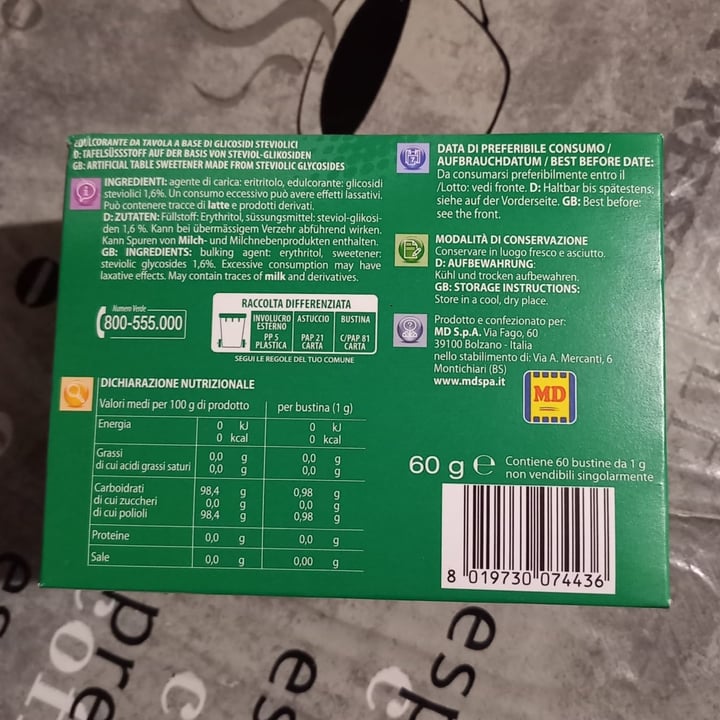 EDULCORANTE DA TAVOLA A BASE DI GLICOSIDI STEVIOLICI
D: TAFELSÜSSSTOFF AUF DER BASIS VON STEVIOL-GLIKOSIDEN
GB: ARTIFICIAL TABLE SWEETENER MADE FROM STEVIOLIC GLYCOSIDES
INGREDIENTI: agente di carica: eritritolo, edulcorante: glicosidi
steviolici 1,6%. Un consumo eccessivo può avere effetti lassativi.
Può contenere tracce di latte e prodotti derivati.
D: ZUTATEN: Füllstoff: Erythritol, süssungsmittel: steviol-glikosi-
den 1,6 %. Kann bei übermässigem Verzehr abführend wirken.
Kann Spuren von Milch- und Milchnebenprodukten enthalten.
GB: INGREDIENTS: bulking agent: erythritol, sweetener:
steviolic glycosides 1,6%. Excessive consumption may have
laxative effects. May contain traces of milk and derivatives.
Numero Verde
800-555.000
RACCOLTA DIFFERENZIATA
INVOLUCRO ESTERNO
PP 5
PLASTICA
ASTUCCIO
PAP 21
CARTA
BUSTINA
C/PAP 81
CARTA
SEGUI LE REGOLE DEL TUO COMUNE
DICHIARAZIONE NUTRIZIONALE
Valori medi per 100 g di prodotto per bustina (1 g)
Energia 0 kJ 0 kJ
0 kcal 0 kcal
Grassi 0,0 g 0,0 g
di cui acidi grassi saturi 0,0 g 0,0 g
Carboidrati 98,4 g 0,98 g
di cui zuccheri 0,0 g 0,0 g
di cui polioli 98,4 g 0,98 g
Proteine 0,0 g 0,0 g
Sale 0,0 g 0,00 g
DATA DI PREFERIBILE CONSUMO /
AUFBRAUCHDATUM / BEST BEFORE DATE:
Da consumarsi preferibilmente entro il
/Lotto: vedi fronte. D: Haltbar bis spätestens:
siehe auf der Vorderseite. GB: Best before:
see the front.
MODALITÀ DI CONSERVAZIONE
Conservare in luogo fresco e asciutto.
D: AUFBEWAHRUNG:
Kühl und trocken aufbewahren.
GB: STORAGE INSTRUCTIONS:
Store in a cool, dry place.
Prodotto e confezionato per:
MD S.p.A. Via Fago, 60
39100 Bolzano - Italia
nello stabilimento di: Via A. Mercanti, 6
Montichiari (BS)
www.mdspa.it
MD
60 g ℮
Contiene 60 bustine da 1 g
non vendibili singolarmente
8 019730 074436
pre
esp